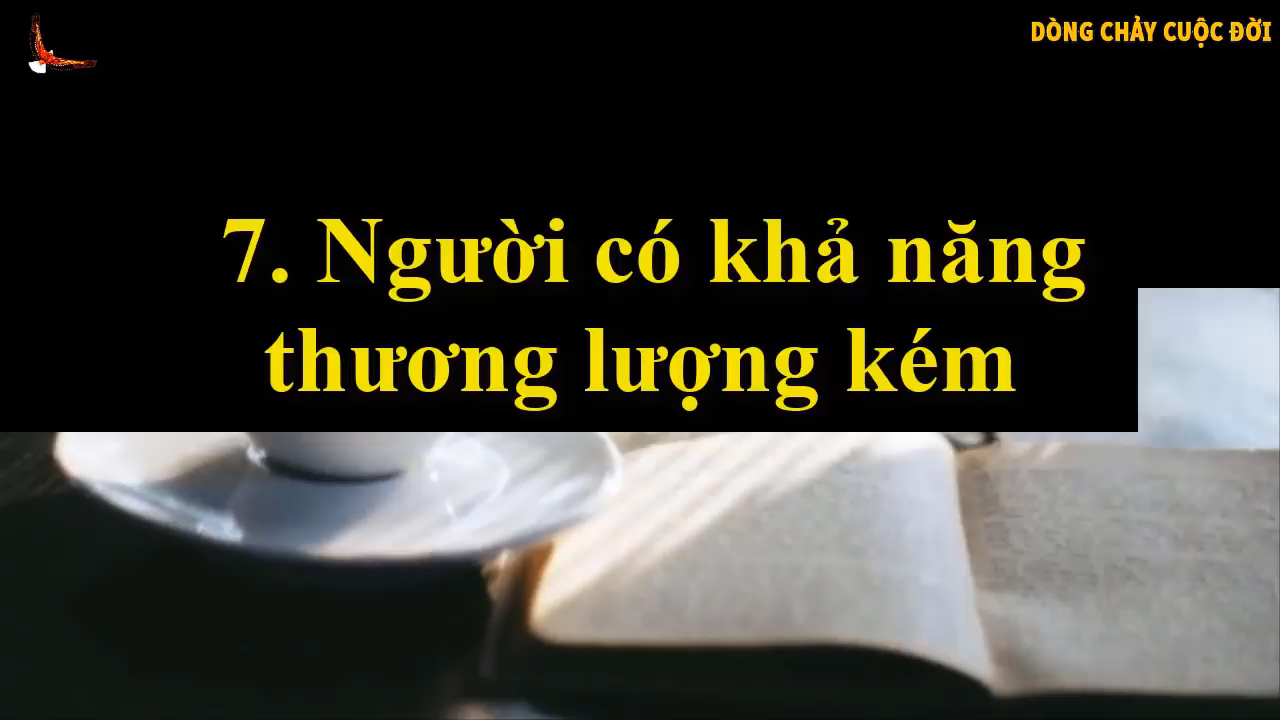 DÒNG CHẢY CUỘC ĐỜI
7. Người có khả năng
thương lượng kém